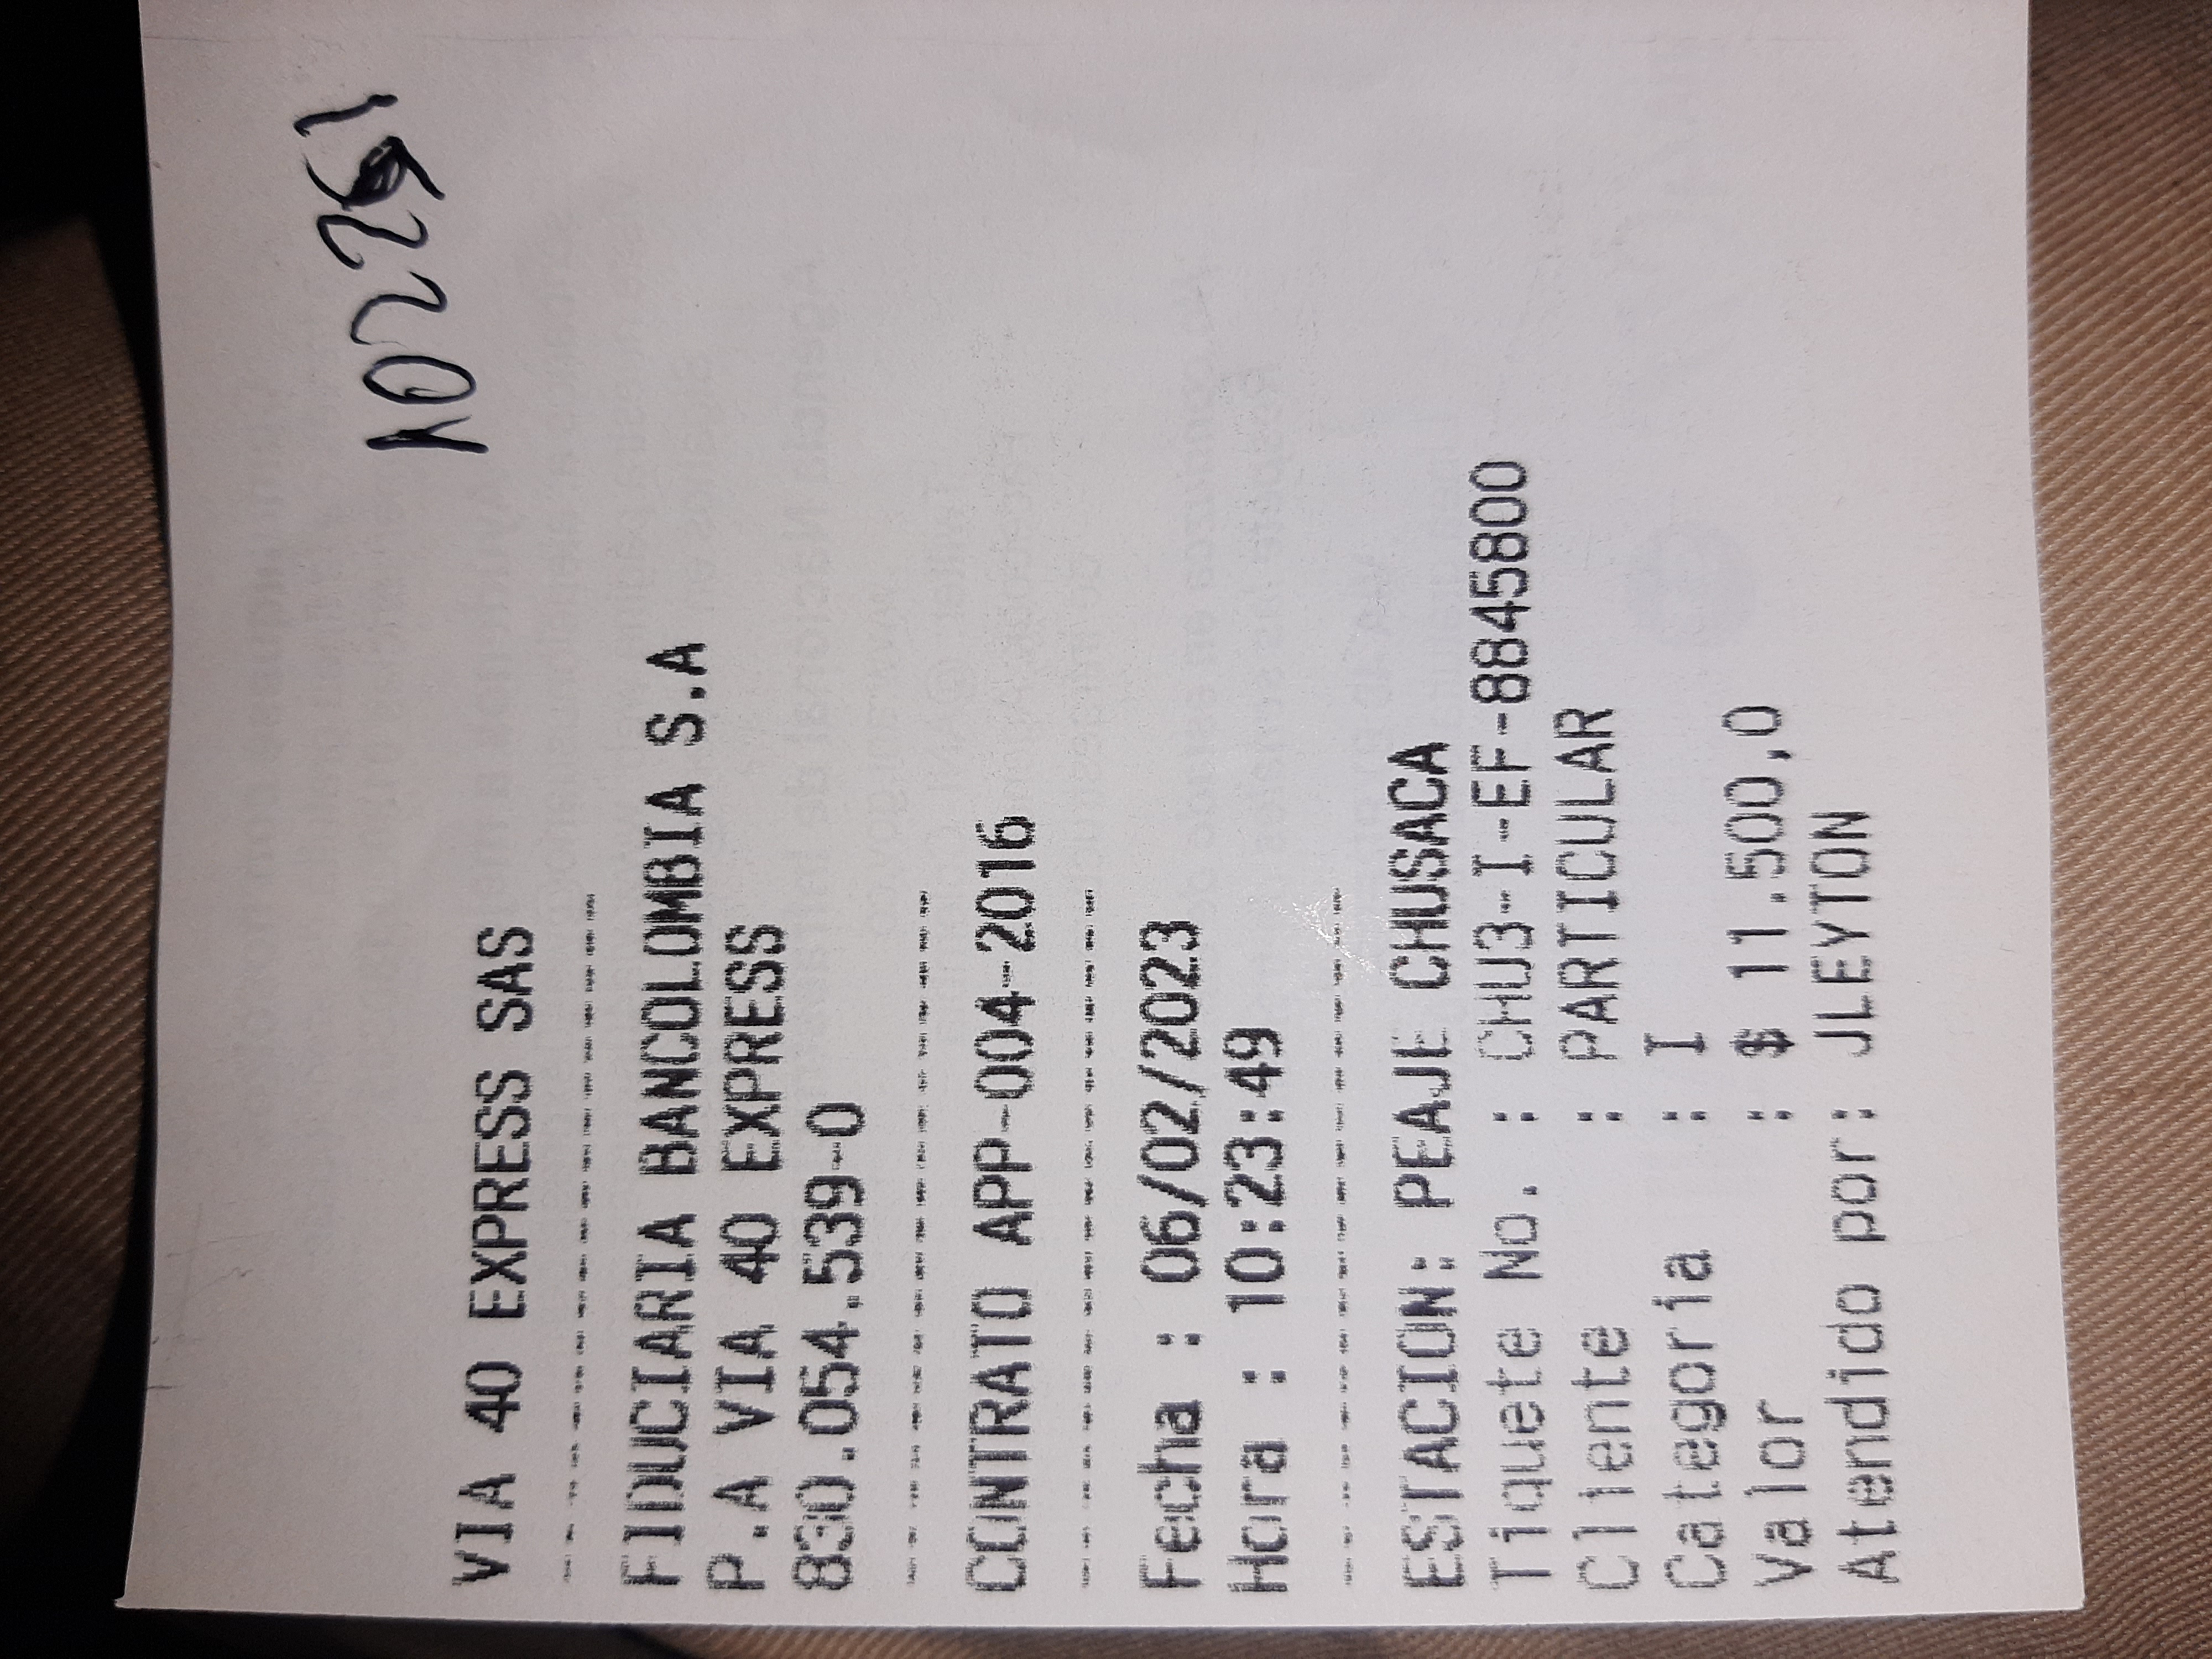 VIA 40 EXPRESS SAS
FIDUCIARIA BANCOLOMBIA S.A
P.A VIA 40 EXPRESS
830.054.539-0
CONTRATO APP-004-2016
Fecha : 06/02/2023
Hora : 10:23:49
ESTACION: PEAJE CHUSACA
Tiquete No. : CHU3-I-EF-8845800
Cliente : PARTICULAR
Categoria : I
Valor : $ 11.500,0
Atendido por: JLEYTON